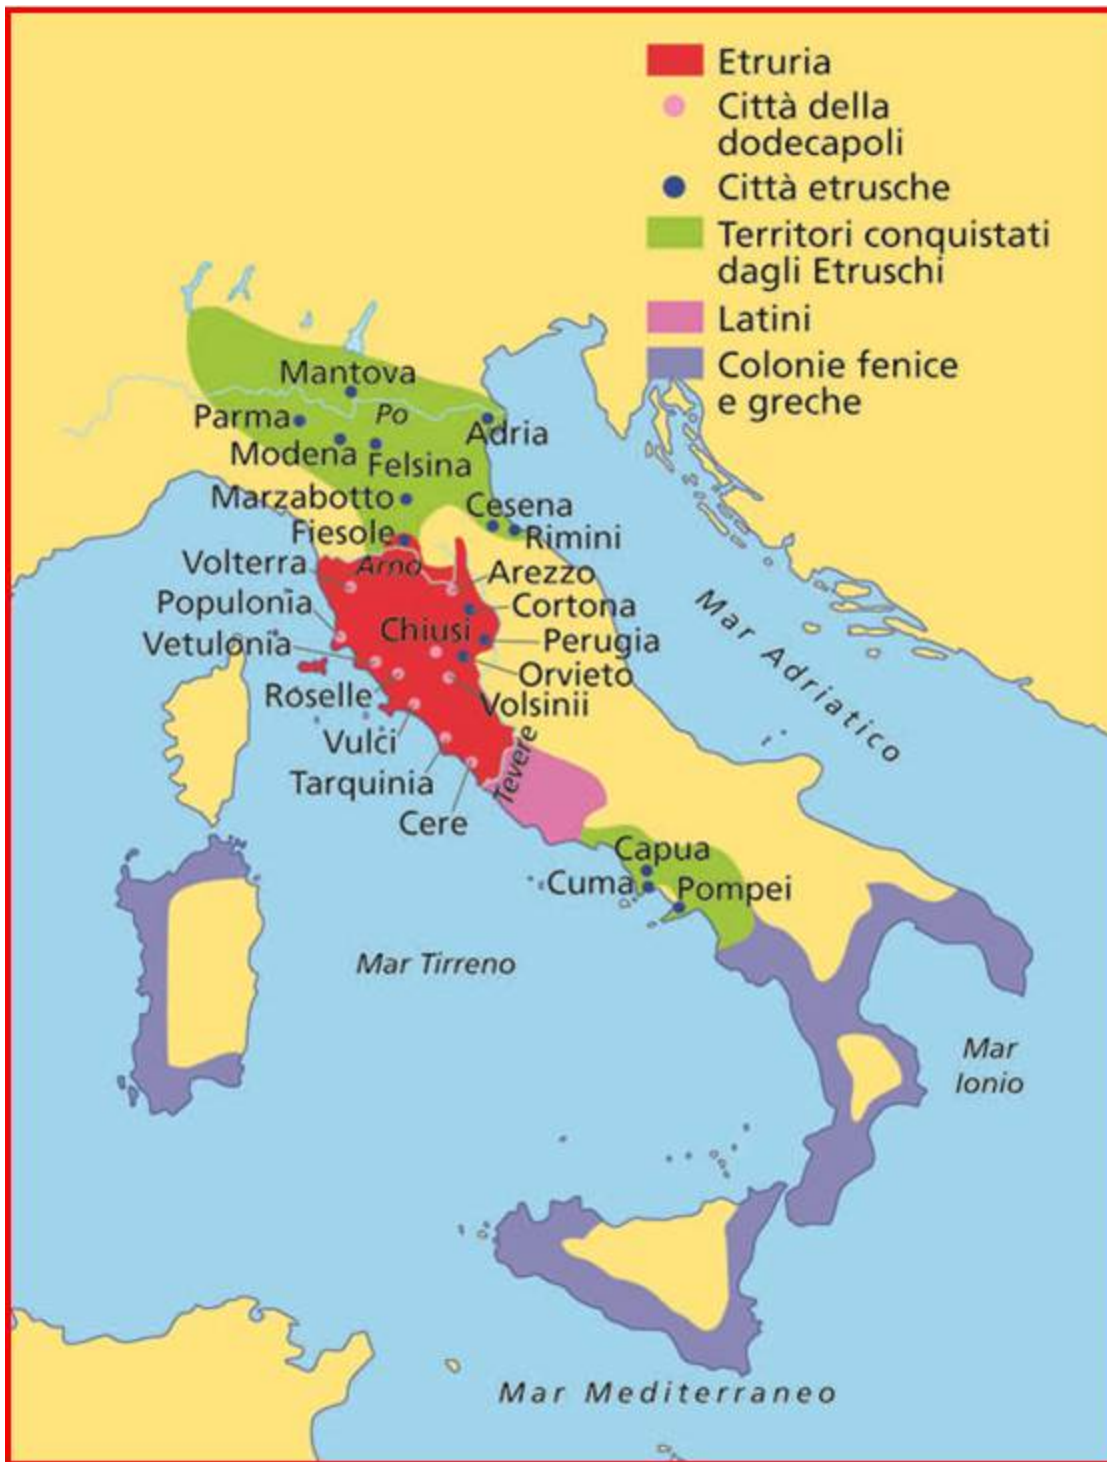 Etruria
Città della
dodecapoli
Città etrusche
Territori conquistati
dagli Etruschi
Latini
Colonie fenice
e greche
Mantova
Po
Parma
Adria
Modena
Felsina
Marzabotto
Cesena
Fiesole
Rimini
Volterra
Arno
Arezzo
Populonia
Cortona
Chiusi
Vetulonia
Perugia
Orvieto
Roselle
Volsinii
Vulci
Tevere
Tarquinia
Cere
Mar Adriatico
Capua
Cuma
Pompei
Mar Tirreno
Mar
Ionio
Mar Mediterraneo